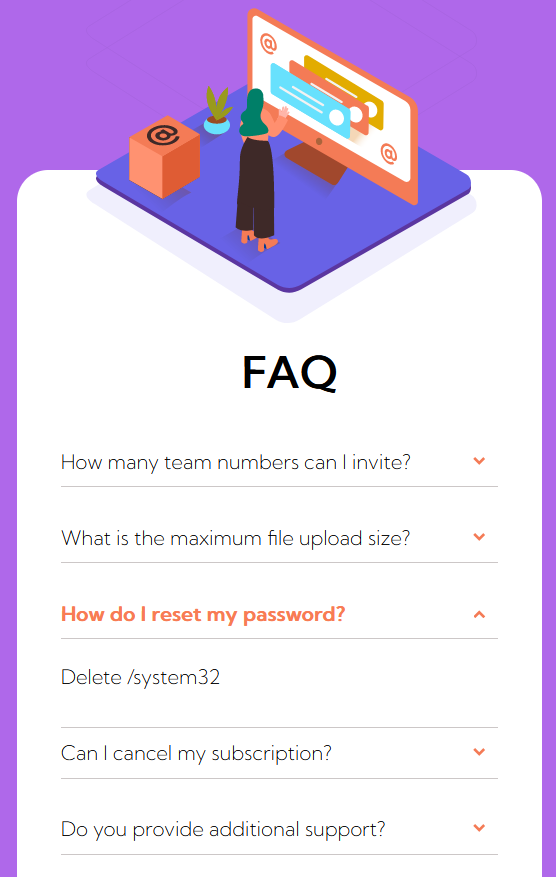 FAQ
How many team numbers can I invite?
What is the maximum file upload size?
How do I reset my password?
Delete /system32
Can I cancel my subscription?
Do you provide additional support?